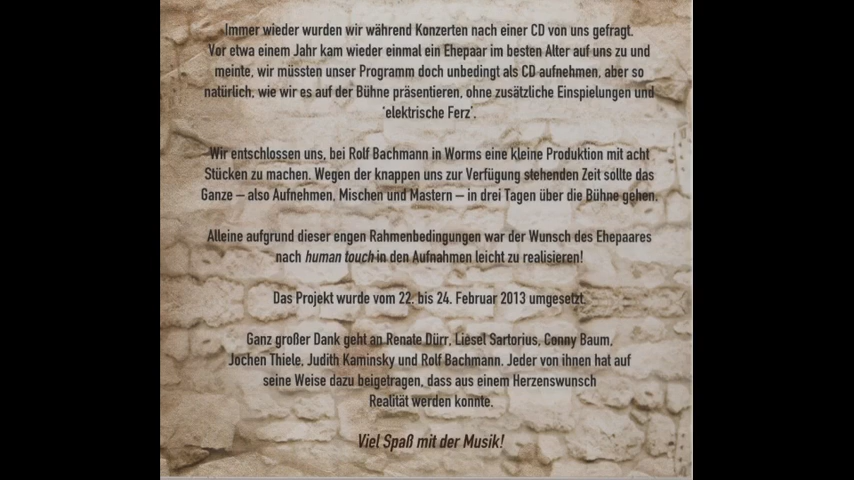 Immer wieder wurden wir während Konzerten nach einer CD von uns gefragt.
Vor etwa einem Jahr kam wieder einmal ein Ehepaar im besten Alter auf uns zu und
meinte, wir müssten unser Programm doch unbedingt als CD aufnehmen, aber so
natürlich, wie wir es auf der Bühne präsentieren, ohne zusätzliche Einspielungen und
'elektrische Ferz'.
Wir entschlossen uns, bei Rolf Bachmann in Worms eine kleine Produktion mit acht
Stücken zu machen. Wegen der knappen uns zur Verfügung stehenden Zeit sollte das
Ganze – also Aufnehmen, Mischen und Mastern – in drei Tagen über die Bühne gehen.
Alleine aufgrund dieser engen Rahmenbedingungen war der Wunsch des Ehepaares
nach human touch in den Aufnahmen leicht zu realisieren!
Das Projekt wurde vom 22. bis 24. Februar 2013 umgesetzt.
Ganz großer Dank geht an Renate Dürr, Liesel Sartorius, Conny Baum,
Jochen Thiele, Judith Kaminsky und Rolf Bachmann. Jeder von ihnen hat auf
seine Weise dazu beigetragen, dass aus einem Herzenswunsch
Realität werden konnte.
Viel Spaß mit der Musik!